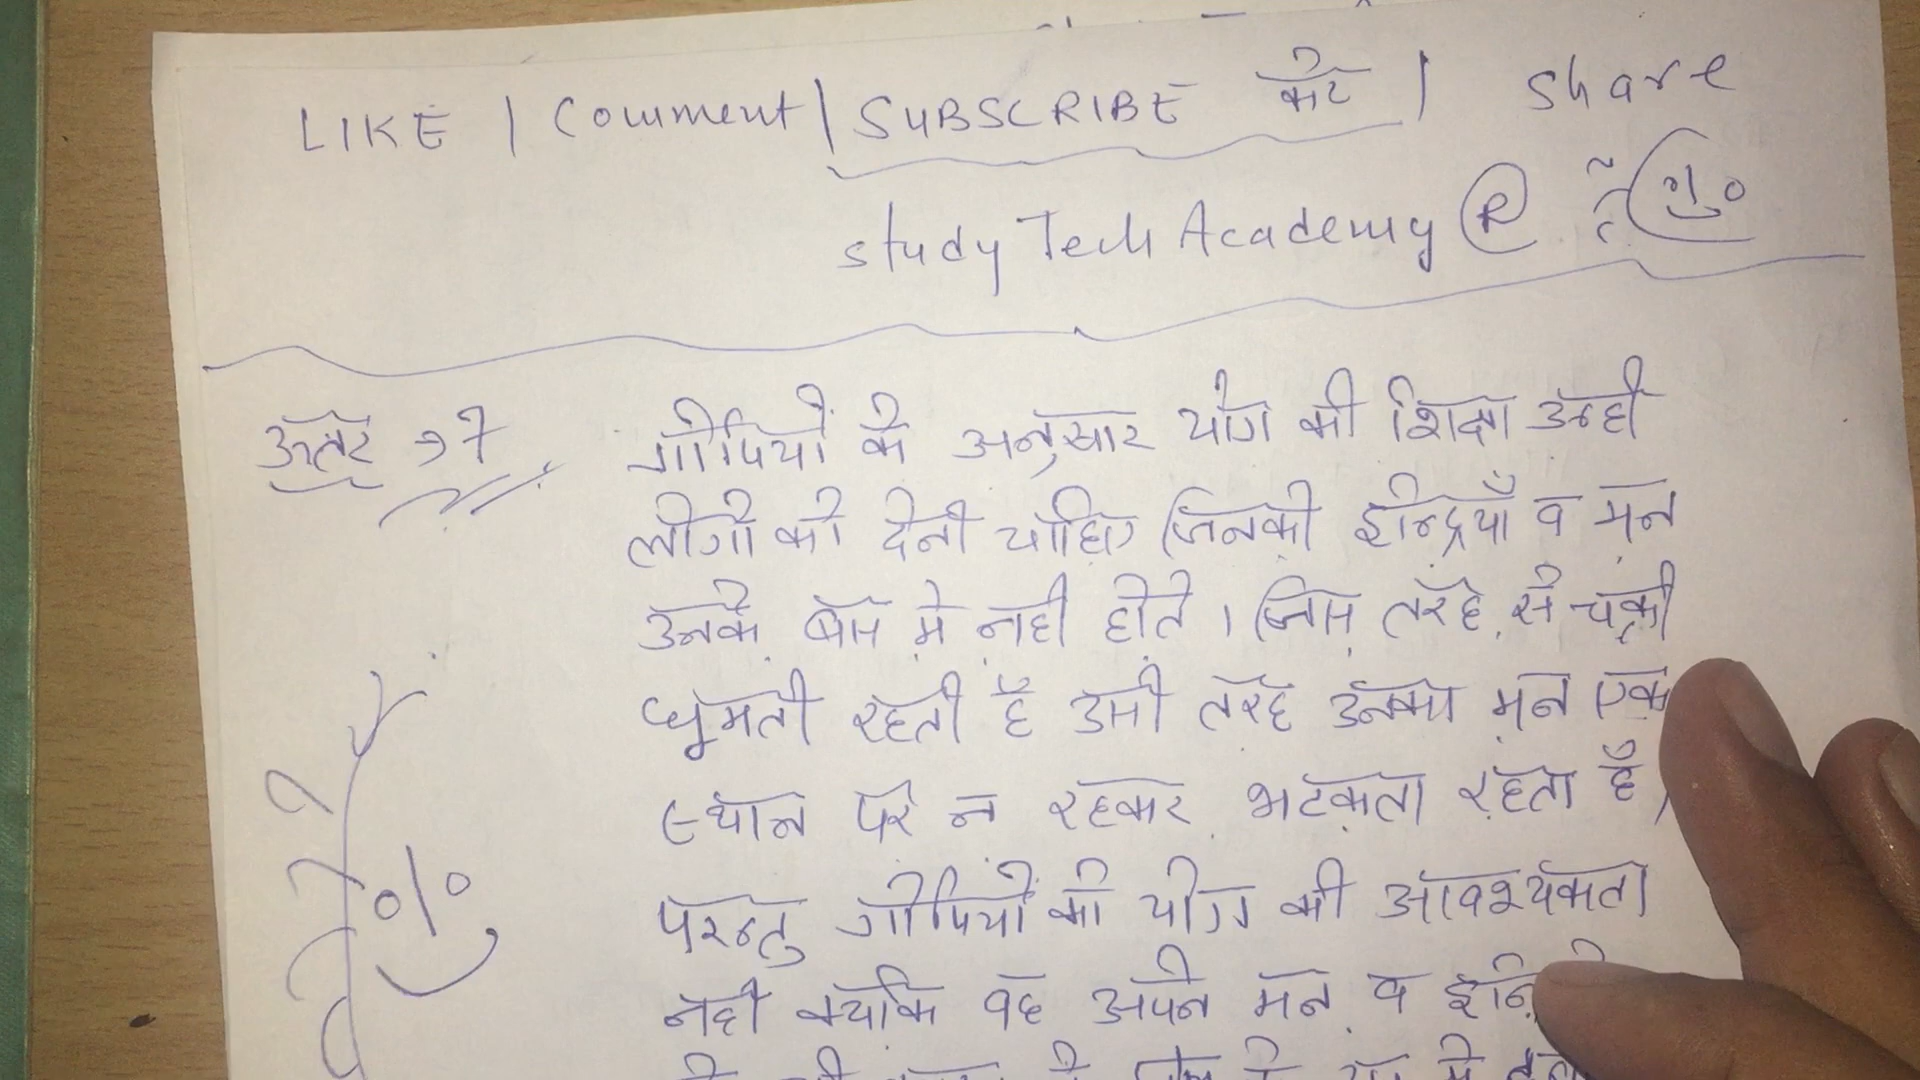 LIKE | Comment | SUBSCRIBE करे | Share
study Tech Academy R
उत्तर 7
गोपियों के अनुसार योग की शिक्षा उन्ही
लोगों को देनी चाहिए जिनकी इन्द्रियाँ व मन
उनके बस मे नही होते । जिस तरह से चक्री
घूमती रहती है उसी तरह उनका मन एक
स्थान पर न रहकर भटकता रहता है,
परन्तु गोपियों को योग की आवश्यकता
नही क्योंकि वह अपने मन व